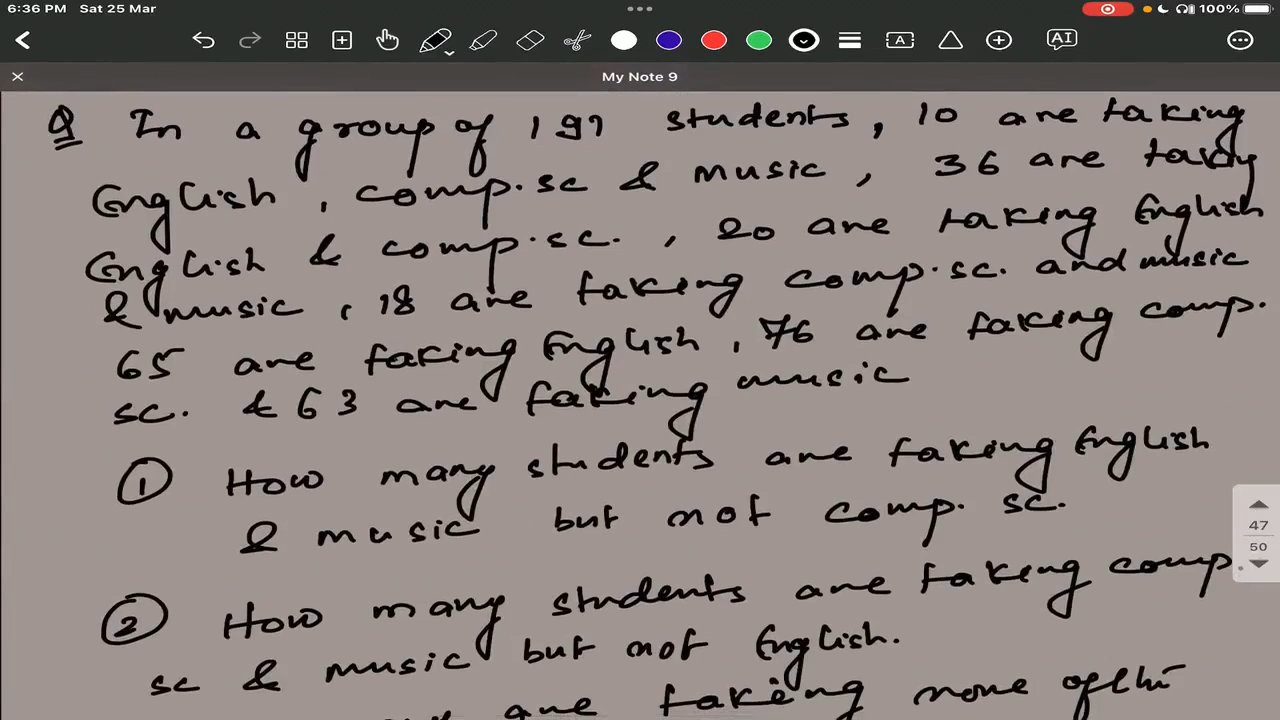 6:36 PM Sat 25 Mar
100%
A
AI
My Note 9
Q In a group of 191 students, 10 are taking
English, comp.sc & music, 36 are taking
English & comp.sc., 20 are taking English
& music, 18 are taking comp.sc. and music
65 are taking English, 76 are taking comp.
sc. & 63 are taking music
① How many students are taking English
& music but not comp. sc.
47
50
② How many students are taking comp.
sc & music but not English.
are taking none of